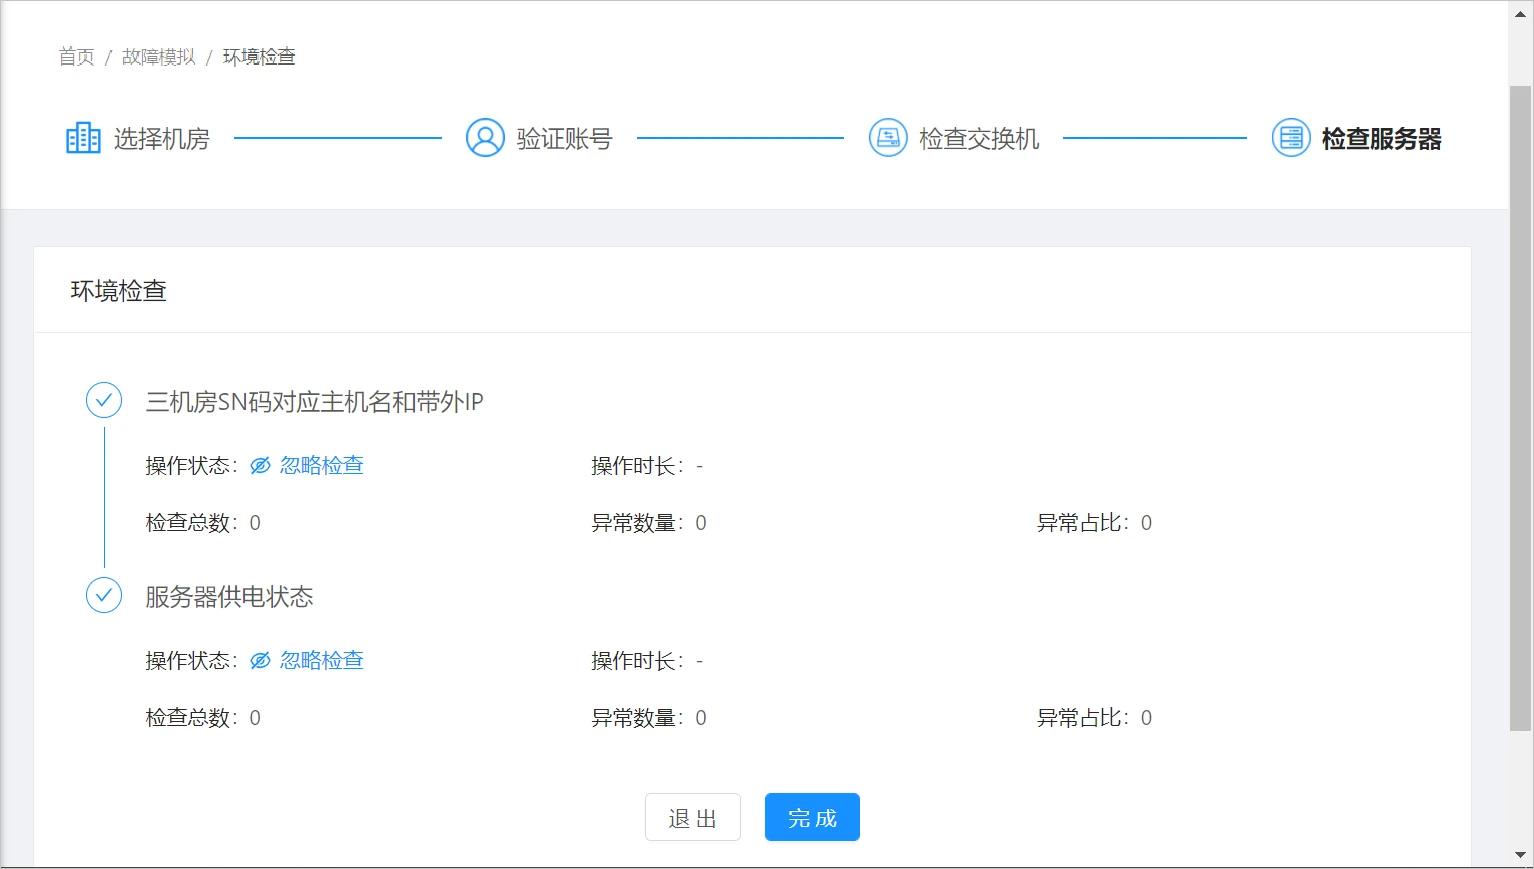 首页 / 故障模拟 / 环境检查
选择机房 验证账号 检查交换机 检查服务器
环境检查
三机房SN码对应主机名和带外IP
操作状态: 忽略检查 操作时长: -
检查总数: 0 异常数量: 0 异常占比: 0
服务器供电状态
操作状态: 忽略检查 操作时长: -
检查总数: 0 异常数量: 0 异常占比: 0
退 出 完 成